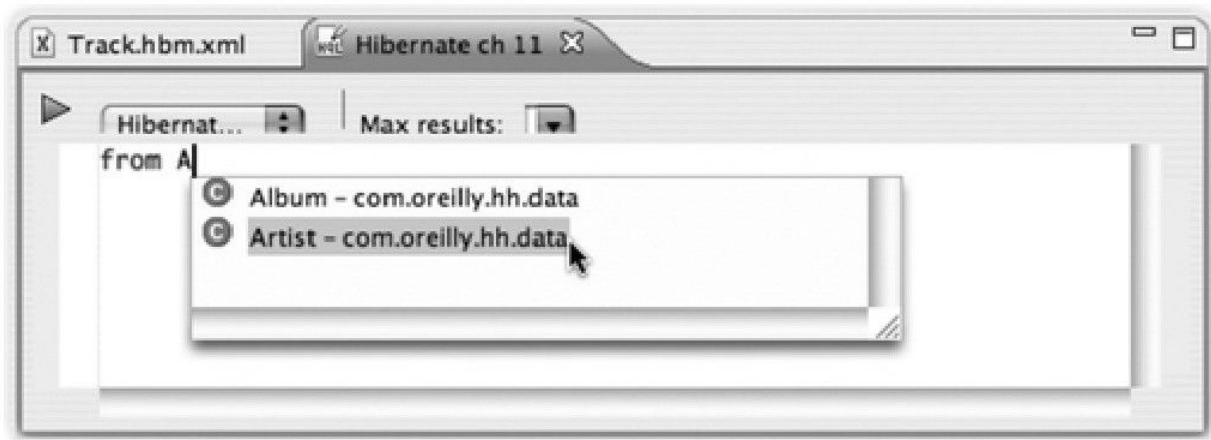 X Track.hbm.xml HQL Hibernate ch 11
Hibernat... Max results:
from A
C Album – com.oreilly.hh.data
C Artist – com.oreilly.hh.data